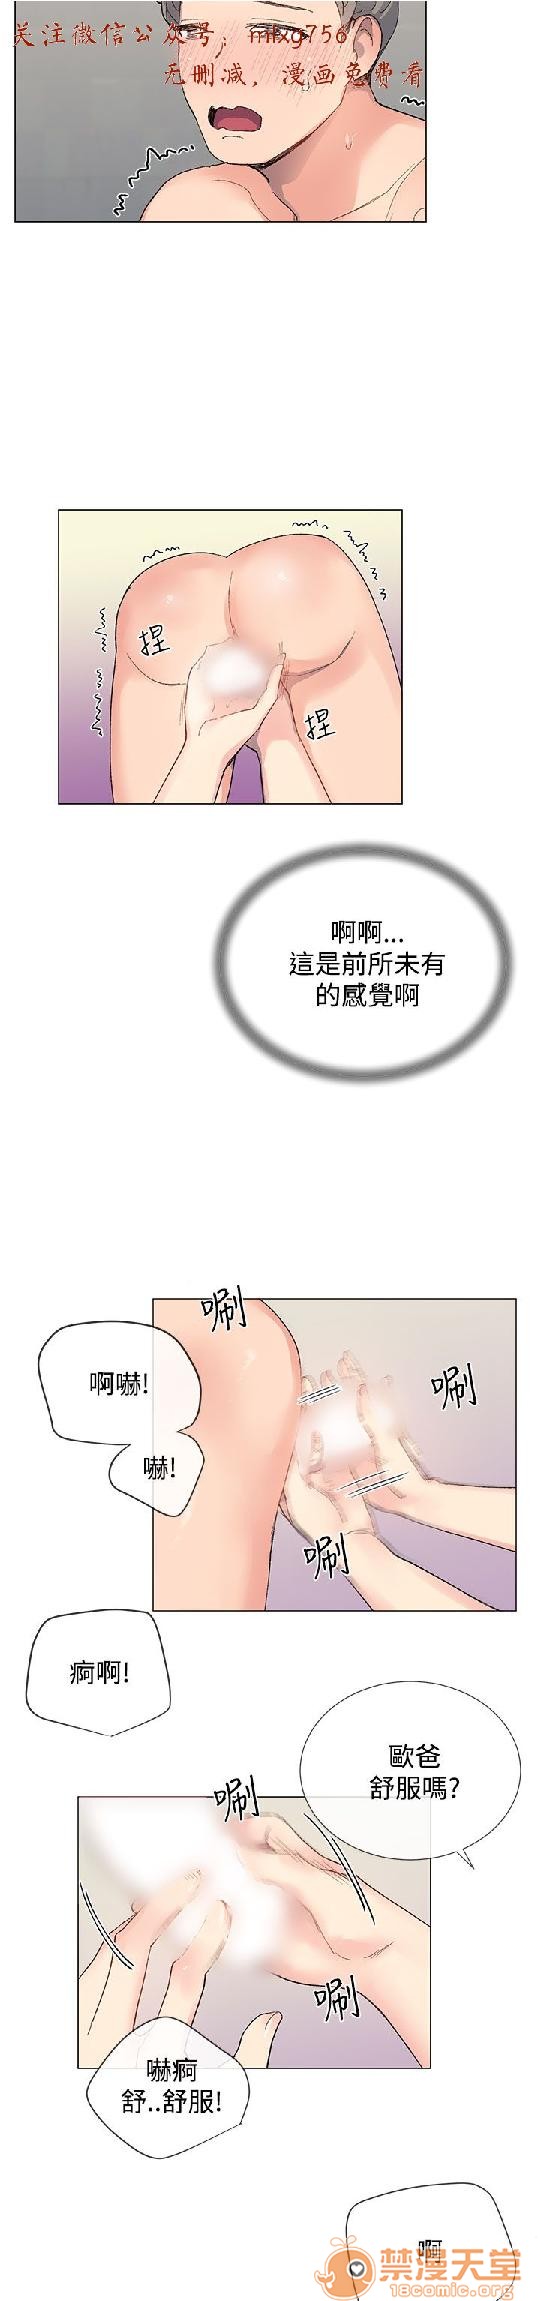 关注微信公众号：mxg756
无删减，漫画免费看
捏
捏
啊啊...
這是前所未有
的感覺啊
唰
啊嚇!
唰
嚇!
唰
痾啊!
歐爸
舒服嗎?
唰
唰
嚇痾
舒..舒服!
啊
禁漫天堂
18comic.org